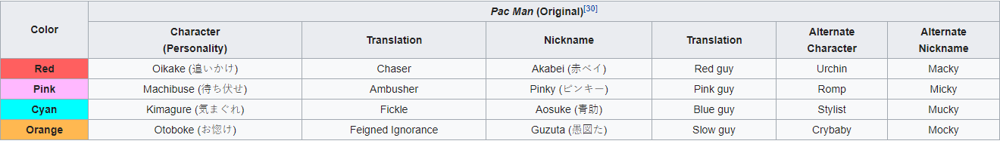 Color
Pac Man (Original)[30]
Character (Personality) Translation Nickname Translation Alternate Character Alternate Nickname
Red Oikake (追いかけ) Chaser Akabei (赤ベイ) Red guy Urchin Macky
Pink Machibuse (待ち伏せ) Ambusher Pinky (ピンキー) Pink guy Romp Micky
Cyan Kimagure (気まぐれ) Fickle Aosuke (青助) Blue guy Stylist Mucky
Orange Otoboke (お惚け) Feigned Ignorance Guzuta (愚図た) Slow guy Crybaby Mocky